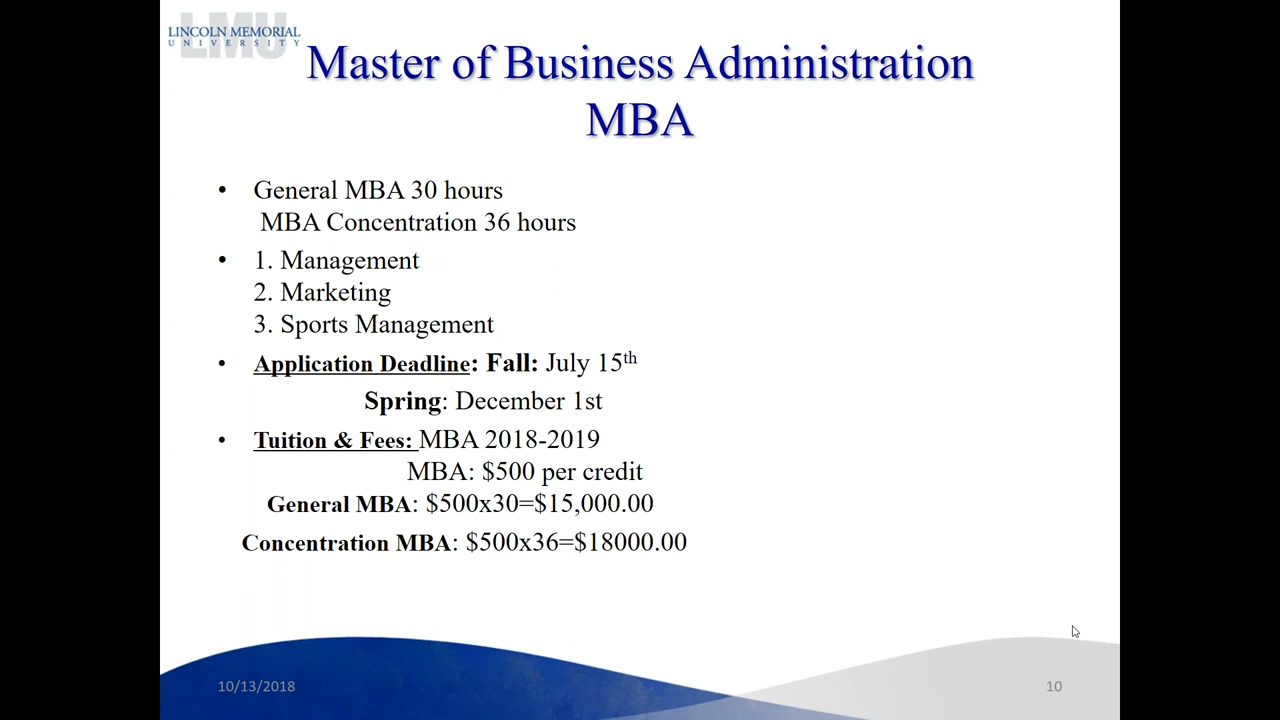 LMU
LINCOLN MEMORIAL
UNIVERSITY
Master of Business Administration
MBA
• General MBA 30 hours
MBA Concentration 36 hours
• 1. Management
2. Marketing
3. Sports Management
• Application Deadline: Fall: July 15th
Spring: December 1st
• Tuition & Fees: MBA 2018-2019
MBA: $500 per credit
General MBA: $500x30=$15,000.00
Concentration MBA: $500x36=$18000.00
10/13/2018
10